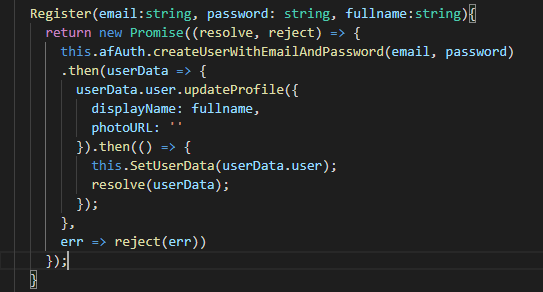 Register(email:string, password: string, fullname:string){
return new Promise((resolve, reject) => {
this.afAuth.createUserWithEmailAndPassword(email, password)
.then(userData => {
userData.user.updateProfile({
displayName: fullname,
photoURL: ''
}).then(() => {
this.SetUserData(userData.user);
resolve(userData);
});
},
err => reject(err))
});
}